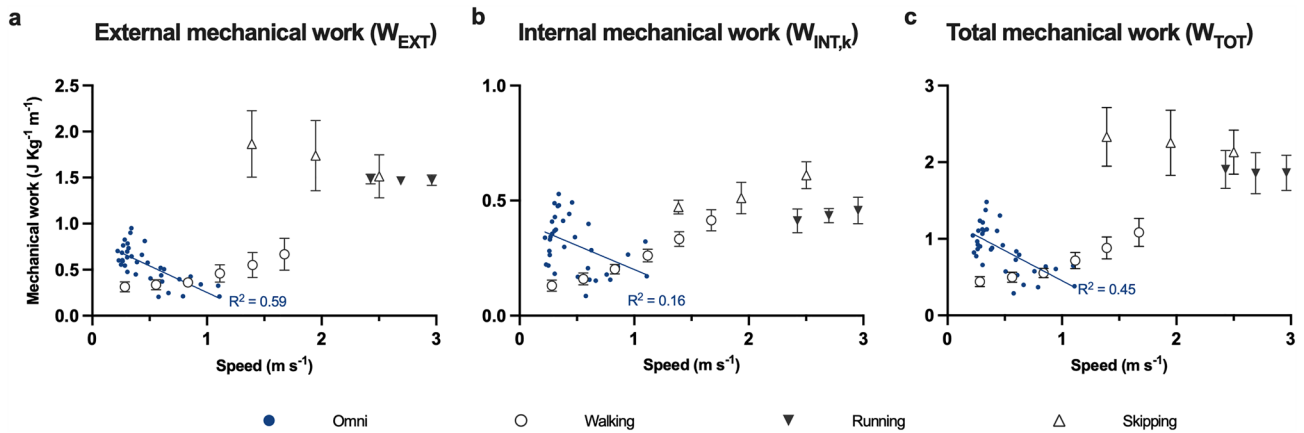 a External mechanical work (W_EXT)
b Internal mechanical work (W_INT,k)
c Total mechanical work (W_TOT)
Mechanical work (J Kg⁻¹ m⁻¹)
2.5
2.0
1.5
1.0
0.5
0.0
0 1 2 3
R² = 0.59
Speed (m s⁻¹)
1.0
0.5
0.0
0 1 2 3
R² = 0.16
Speed (m s⁻¹)
3
2
1
0
0 1 2 3
R² = 0.45
Speed (m s⁻¹)
Omni Walking Running Skipping